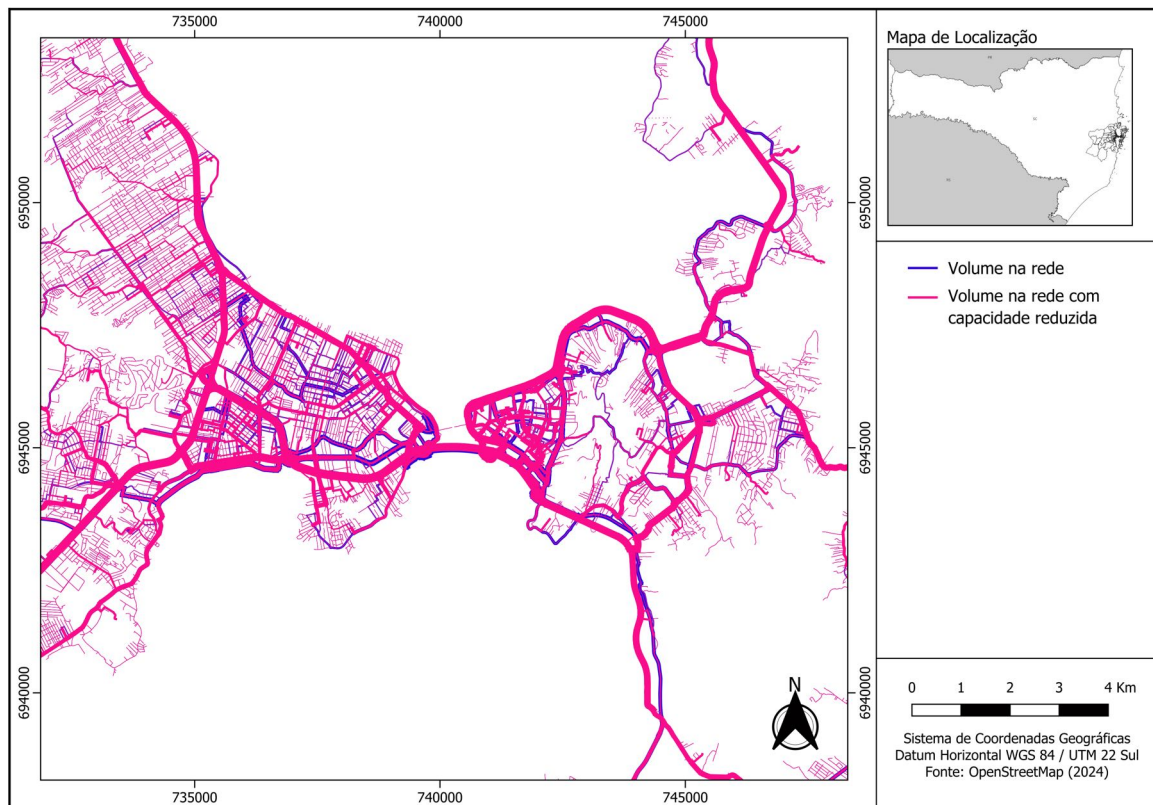 735000 740000 745000
Mapa de Localização
6950000 6950000
Volume na rede
Volume na rede com
capacidade reduzida
6945000 6945000
6940000 6940000
N
0 1 2 3 4 Km
Sistema de Coordenadas Geográficas
Datum Horizontal WGS 84 / UTM 22 Sul
Fonte: OpenStreetMap (2024)
735000 740000 745000